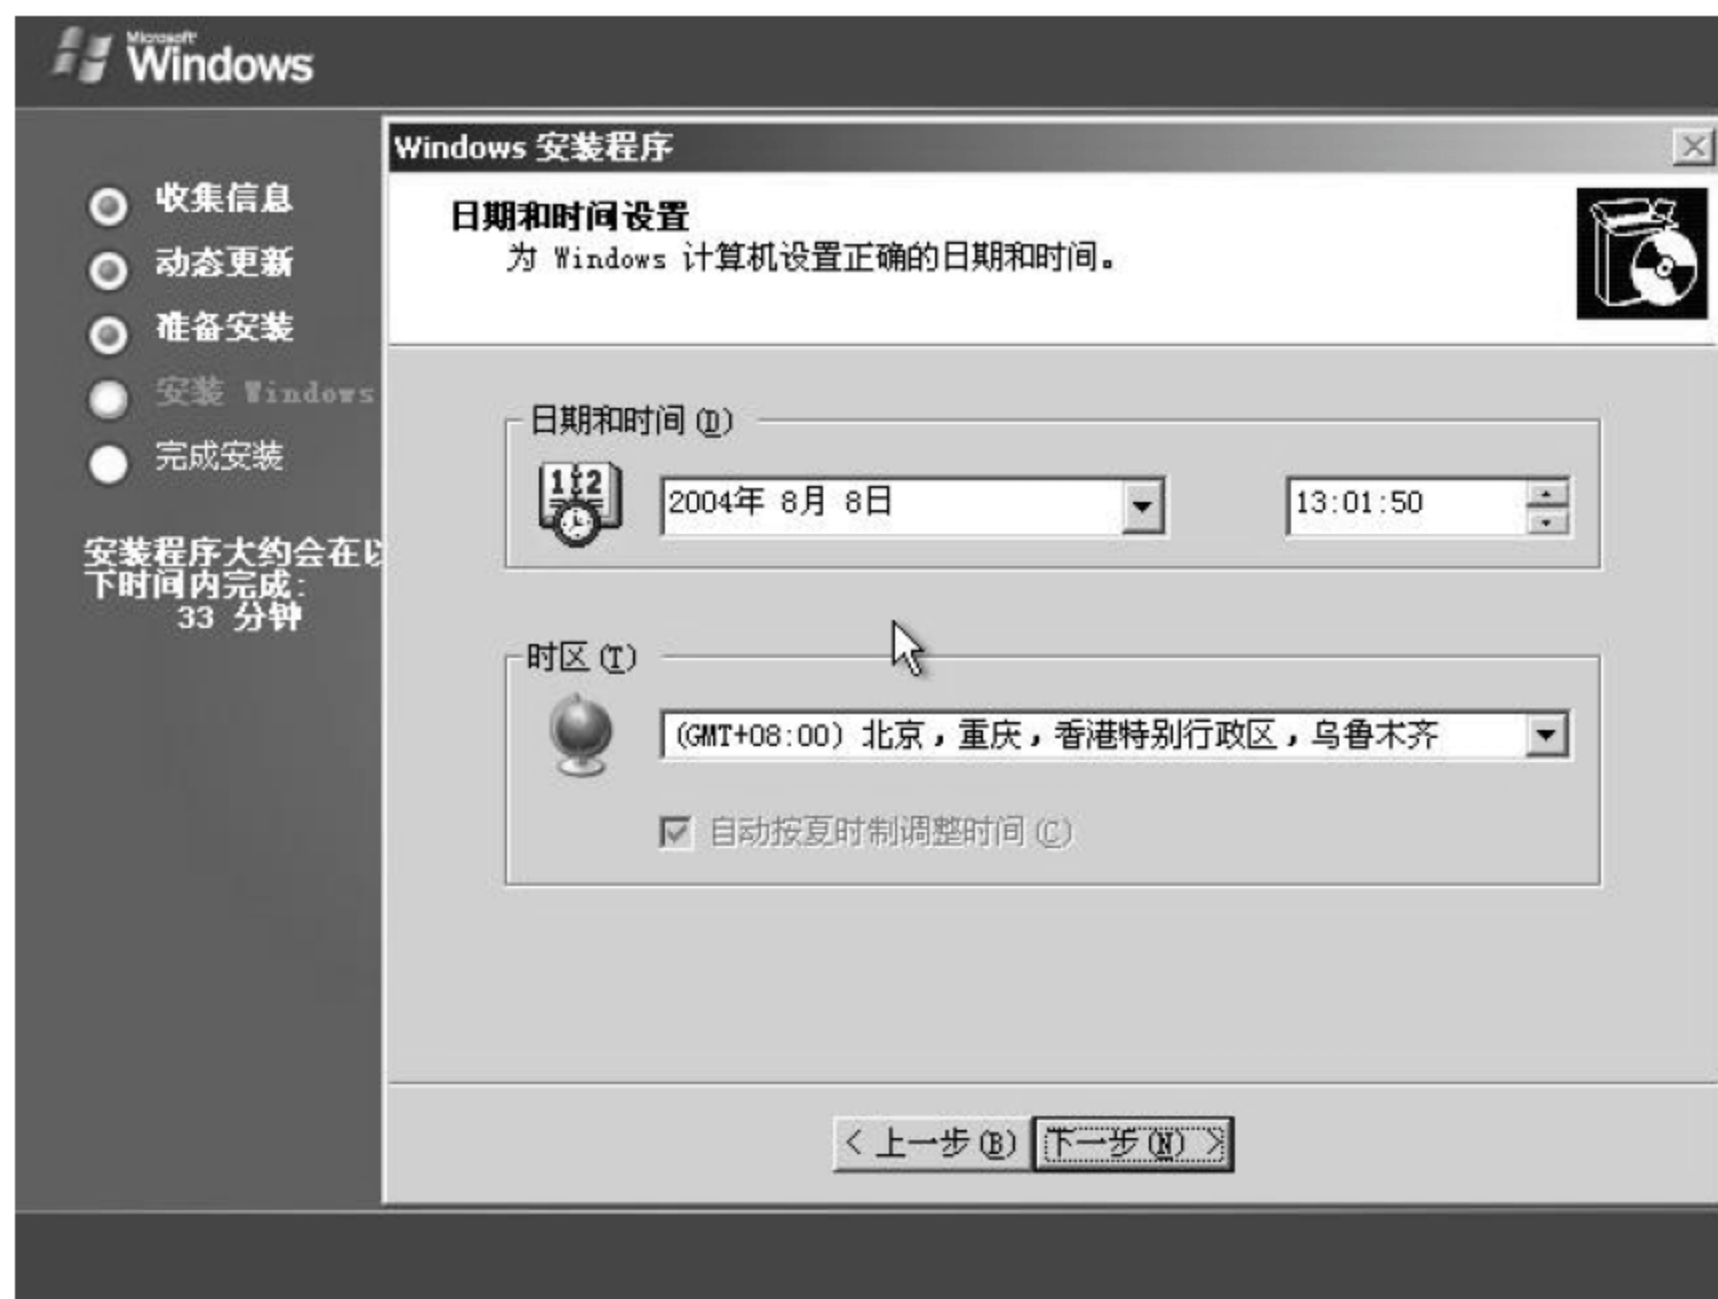 Microsoft
Windows
收集信息
动态更新
准备安装
安装 Windows
完成安装
安装程序大约会在以
下时间内完成:
33 分钟
Windows 安装程序
日期和时间设置
为 Windows 计算机设置正确的日期和时间。
日期和时间(D)
12
2004年 8月 8日
13:01:50
时区(T)
(GMT+08:00) 北京，重庆，香港特别行政区，乌鲁木齐
自动按夏时制调整时间(C)
< 上一步(B)
下一步(N) >